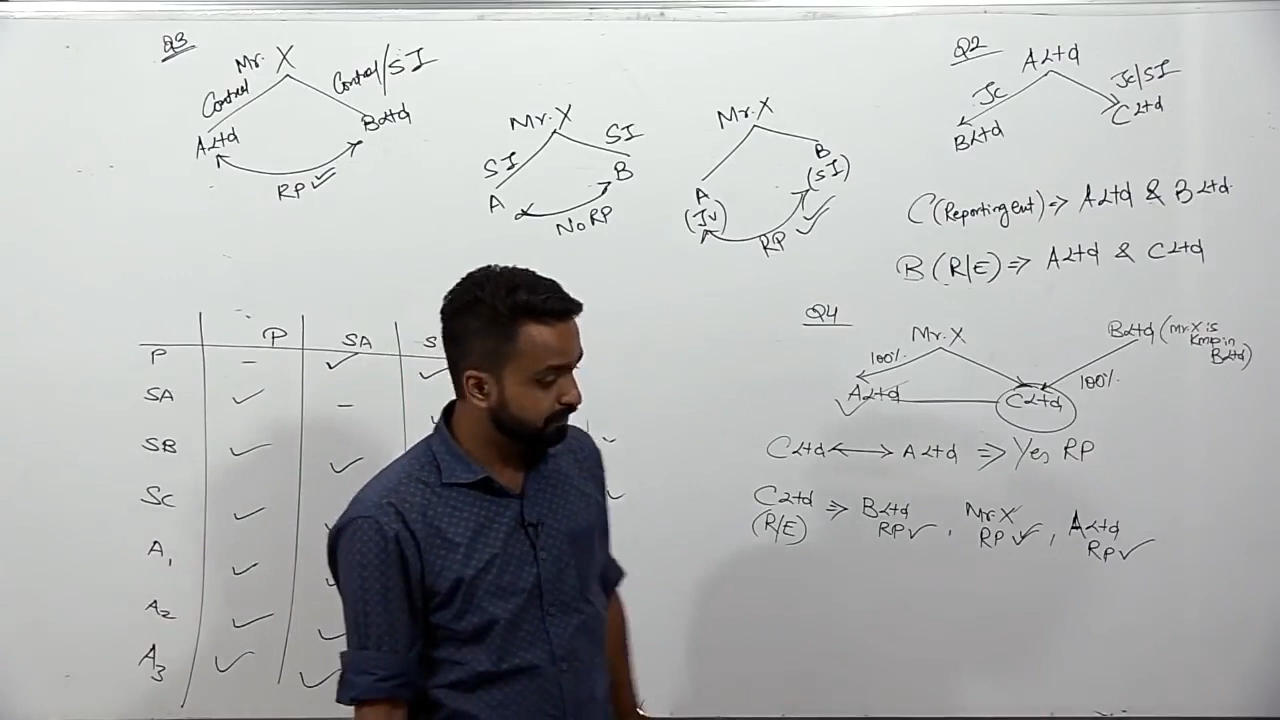 Q3
Mr. X
Control
Control/SI
A Ltd
B Ltd
RP ✓
Mr. X
SI
SI
A
B
No RP
Mr. X
A
(JV)
B
(SI)
RP ✓
Q2
A Ltd
Jc
Jc/SI
B Ltd
C Ltd
C (Reporting ent) => A Ltd & B Ltd.
B (R/E) => A Ltd & C Ltd
P SA S
P - ✓ ✓
SA ✓ -
SB ✓ ✓
SC ✓
A1 ✓
A2 ✓ ✓
A3 ✓ ✓
Q4
Mr. X
B Ltd (Mr. X is
Kmp in
B Ltd)
100%.
100%.
A Ltd
✓
C Ltd
C Ltd <-> A Ltd => Yes RP
C Ltd => B Ltd , Mr X , A Ltd
(R/E) RP ✓ RP ✓ RP ✓